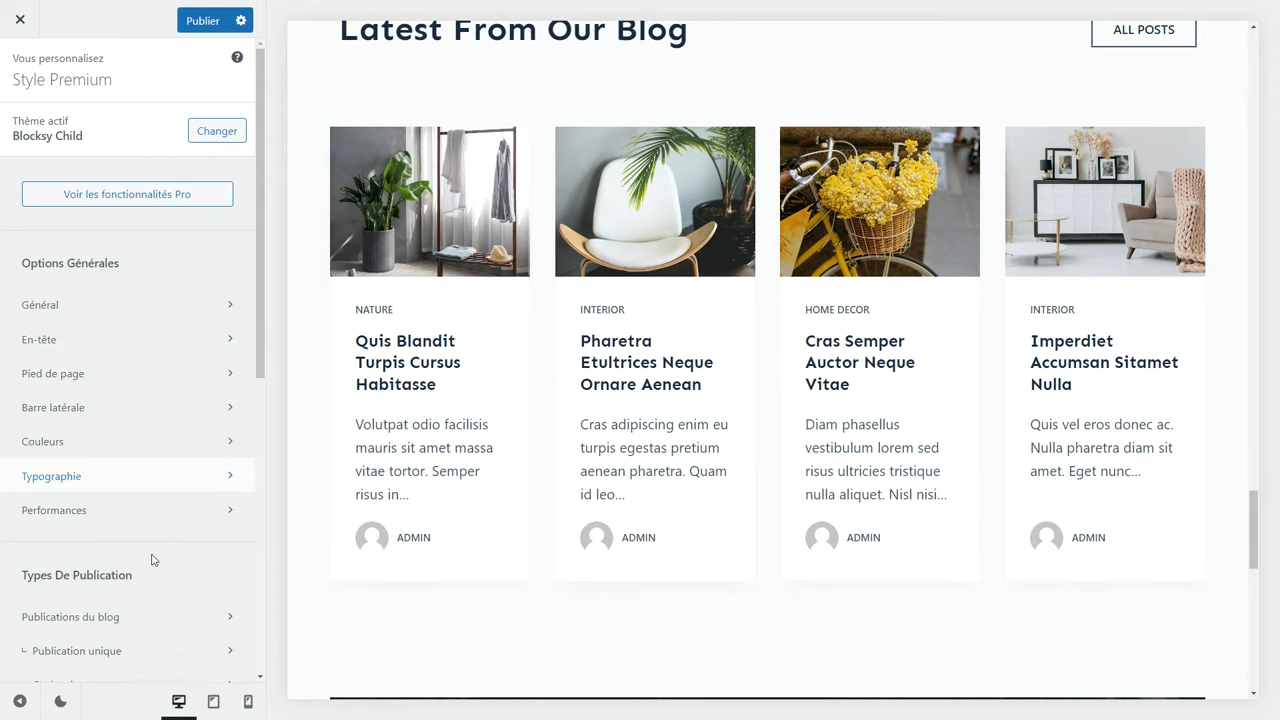 Publier
Vous personnalisez
Style Premium
Thème actif
Blocksy Child
Changer
Voir les fonctionnalités Pro
Options Générales
Général
En-tête
Pied de page
Barre latérale
Couleurs
Typographie
Performances
Types De Publication
Publications du blog
Publication unique
Latest From Our Blog
ALL POSTS
NATURE
Quis Blandit
Turpis Cursus
Habitasse
Volutpat odio facilisis
mauris sit amet massa
vitae tortor. Semper
risus in...
ADMIN
INTERIOR
Pharetra
Etultrices Neque
Ornare Aenean
Cras adipiscing enim eu
turpis egestas pretium
aenean pharetra. Quam
id leo...
ADMIN
HOME DECOR
Cras Semper
Auctor Neque
Vitae
Diam phasellus
vestibulum lorem sed
risus ultricies tristique
nulla aliquet. Nisl nisi...
ADMIN
INTERIOR
Imperdiet
Accumsan Sitamet
Nulla
Quis vel eros donec ac.
Nulla pharetra diam sit
amet. Eget nunc...
ADMIN